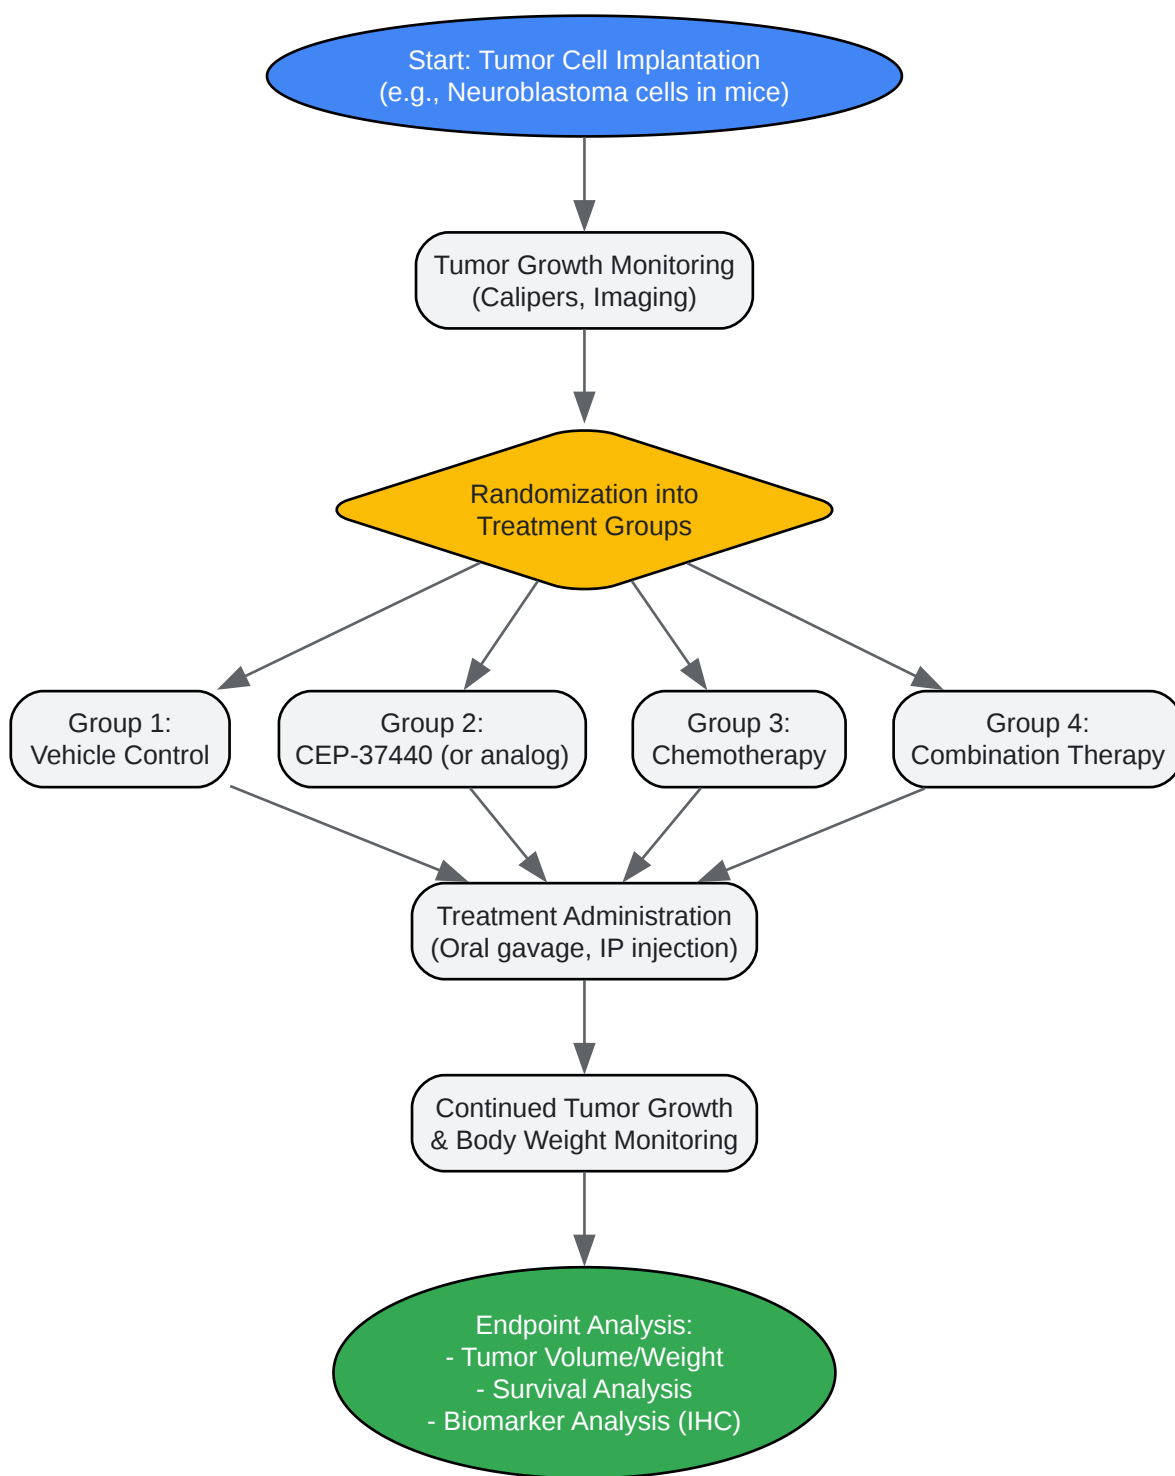 Start: Tumor Cell Implantation
(e.g., Neuroblastoma cells in mice)
Tumor Growth Monitoring
(Calipers, Imaging)
Randomization into
Treatment Groups
Group 1:
Vehicle Control
Group 2:
CEP-37440 (or analog)
Group 3:
Chemotherapy
Group 4:
Combination Therapy
Treatment Administration
(Oral gavage, IP injection)
Continued Tumor Growth
& Body Weight Monitoring
Endpoint Analysis:
- Tumor Volume/Weight
- Survival Analysis
- Biomarker Analysis (IHC)